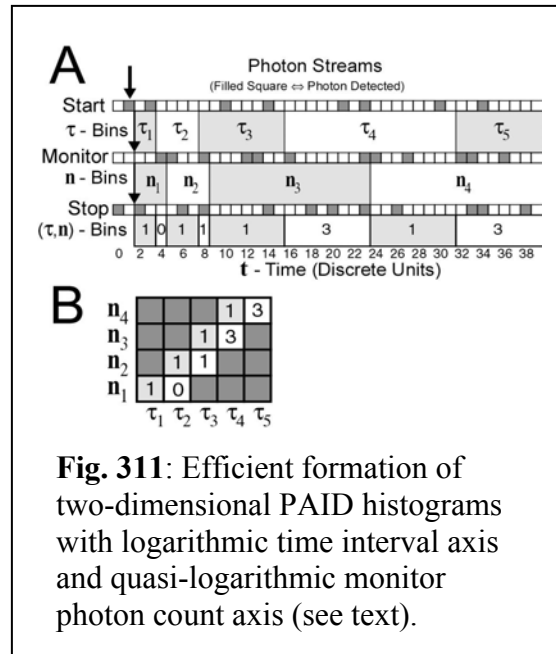 A
Photon Streams
(Filled Square ⇔ Photon Detected)
Start
τ - Bins τ1 τ2 τ3 τ4 τ5
Monitor
n - Bins n1 n2 n3 n4
Stop
(τ,n) - Bins 1 0 1 1 1 3 1 3
0 2 4 6 8 10 12 14 16 18 20 22 24 26 28 30 32 34 36 38
t - Time (Discrete Units)
B
n4 1 3
n3 1 3
n2 1 1
n1 1 0
τ1 τ2 τ3 τ4 τ5
Fig. 311: Efficient formation of
two-dimensional PAID histograms
with logarithmic time interval axis
and quasi-logarithmic monitor
photon count axis (see text).